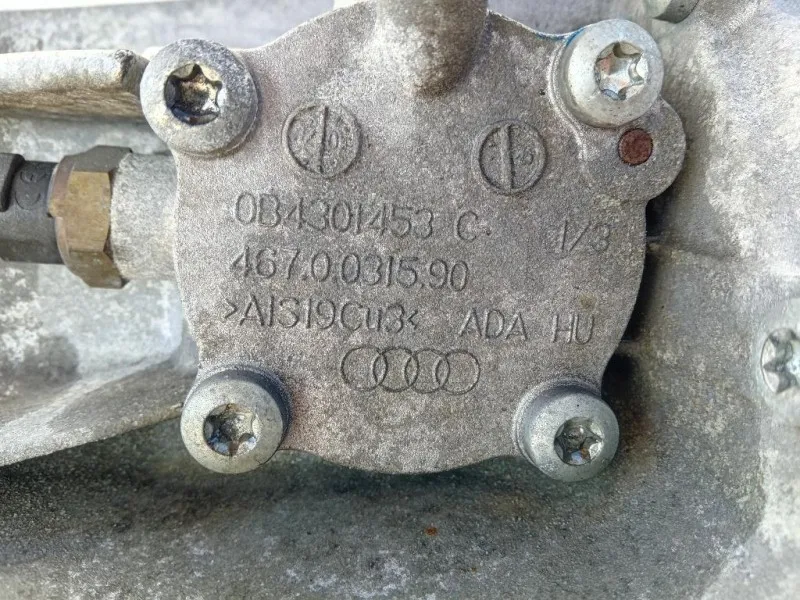 0B4301453 C 1/3
467.0.0315.90
>AlSi9Cu3< ADA HU